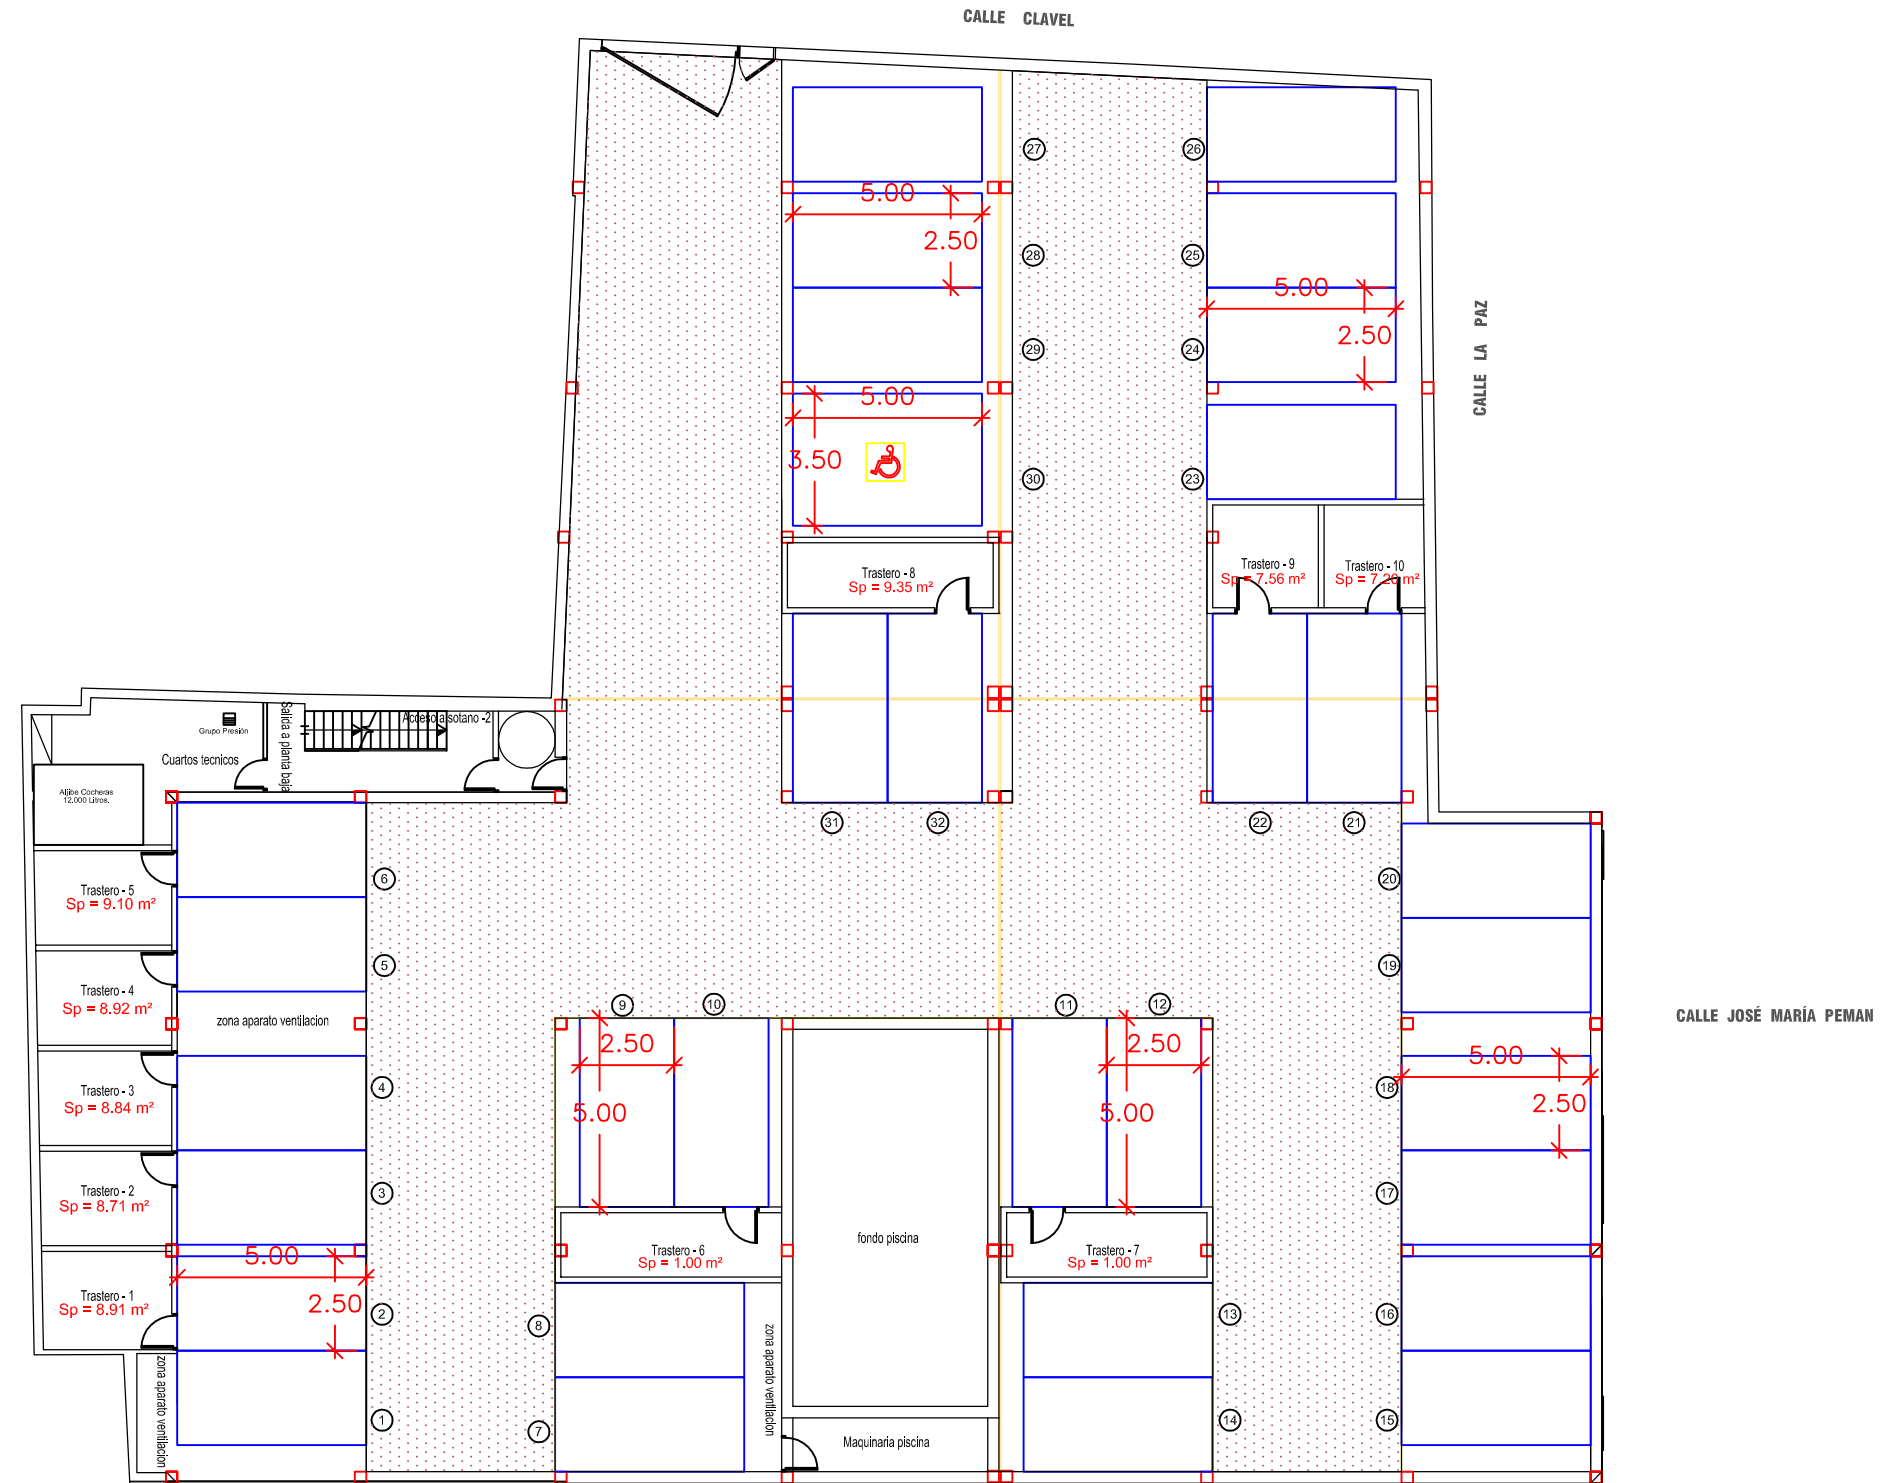 CALLE CLAVEL
27
26
5.00
2.50
28
25
5.00
2.50
CALLE LA PAZ
29
24
5.00
3.50
30
23
Trastero - 8
Sp = 9.35 m²
Trastero - 9
Sp = 7.56 m²
Trastero - 10
Sp = 7.20 m²
Salida a planta baja
Acceso a sotano -2
Grupo Presión
Cuartos tecnicos
Aljibe Cocheras
12.000 Litros.
31
32
22
21
6
20
Trastero - 5
Sp = 9.10 m²
5
19
Trastero - 4
Sp = 8.92 m²
zona aparato ventilacion
9
10
11
12
CALLE JOSÉ MARÍA PEMAN
2.50
5.00
2.50
5.00
5.00
2.50
Trastero - 3
Sp = 8.84 m²
4
18
Trastero - 2
Sp = 8.71 m²
3
17
Trastero - 6
Sp = 1.00 m²
fondo piscina
Trastero - 7
Sp = 1.00 m²
5.00
2.50
Trastero - 1
Sp = 8.91 m²
2
8
13
16
zona aparato ventilacion
zona aparato ventilacion
1
7
14
15
Maquinaria piscina